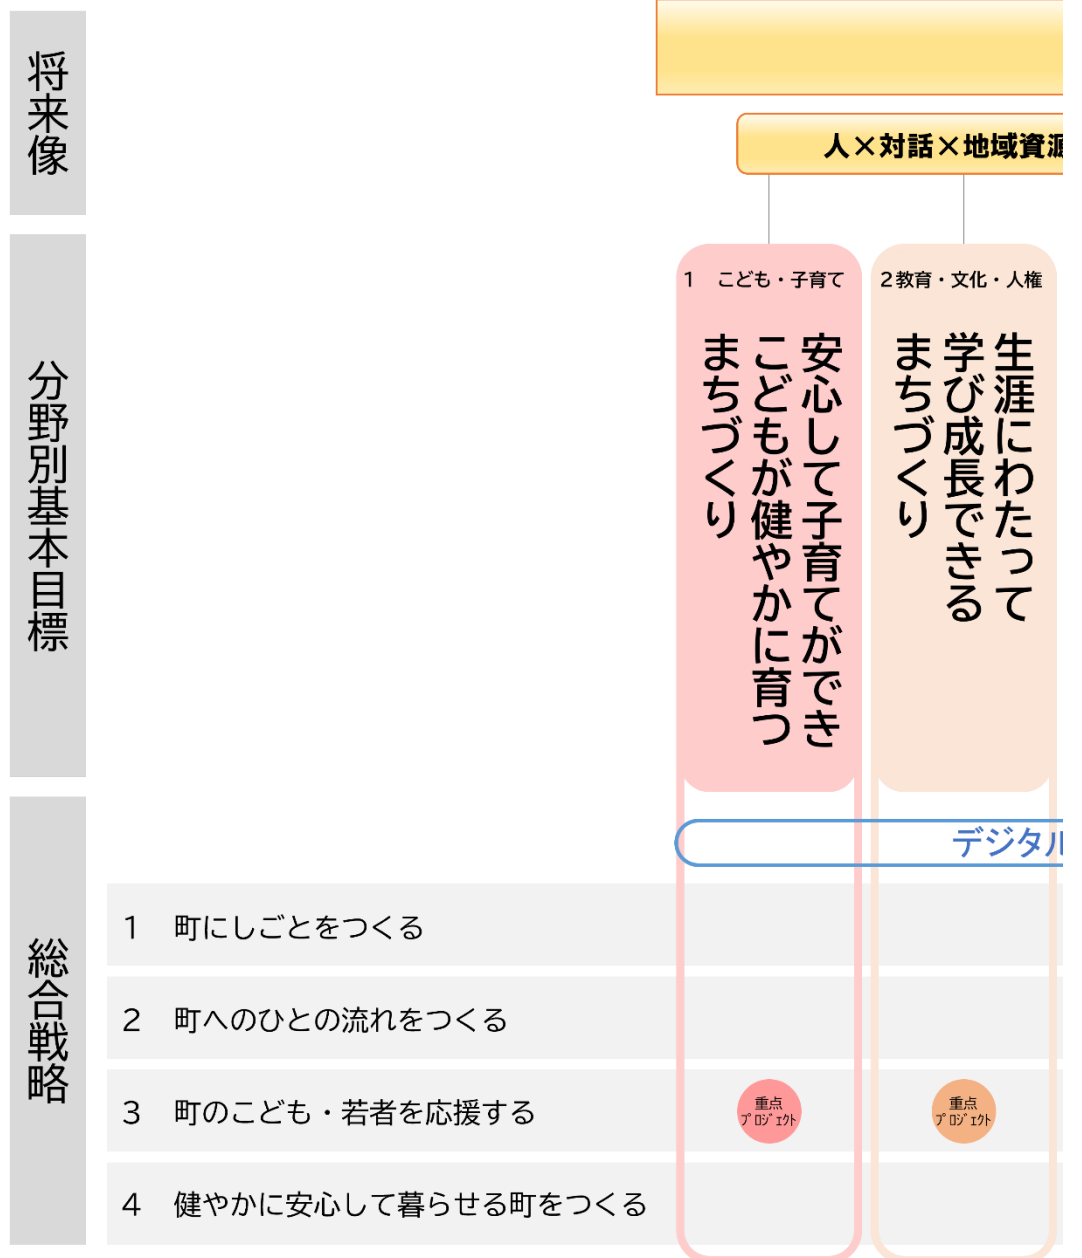 将来像
人×対話×地域資源
分野別基本目標
1 こども・子育て
安心して子育てができ
こどもが健やかに育つ
まちづくり
2教育・文化・人権
生涯にわたって
学び成長できる
まちづくり
デジタル
総合戦略
1 町にしごとをつくる
2 町へのひとの流れをつくる
3 町のこども・若者を応援する
重点
ﾌﾟﾛｼﾞｪｸﾄ
重点
ﾌﾟﾛｼﾞｪｸﾄ
4 健やかに安心して暮らせる町をつくる